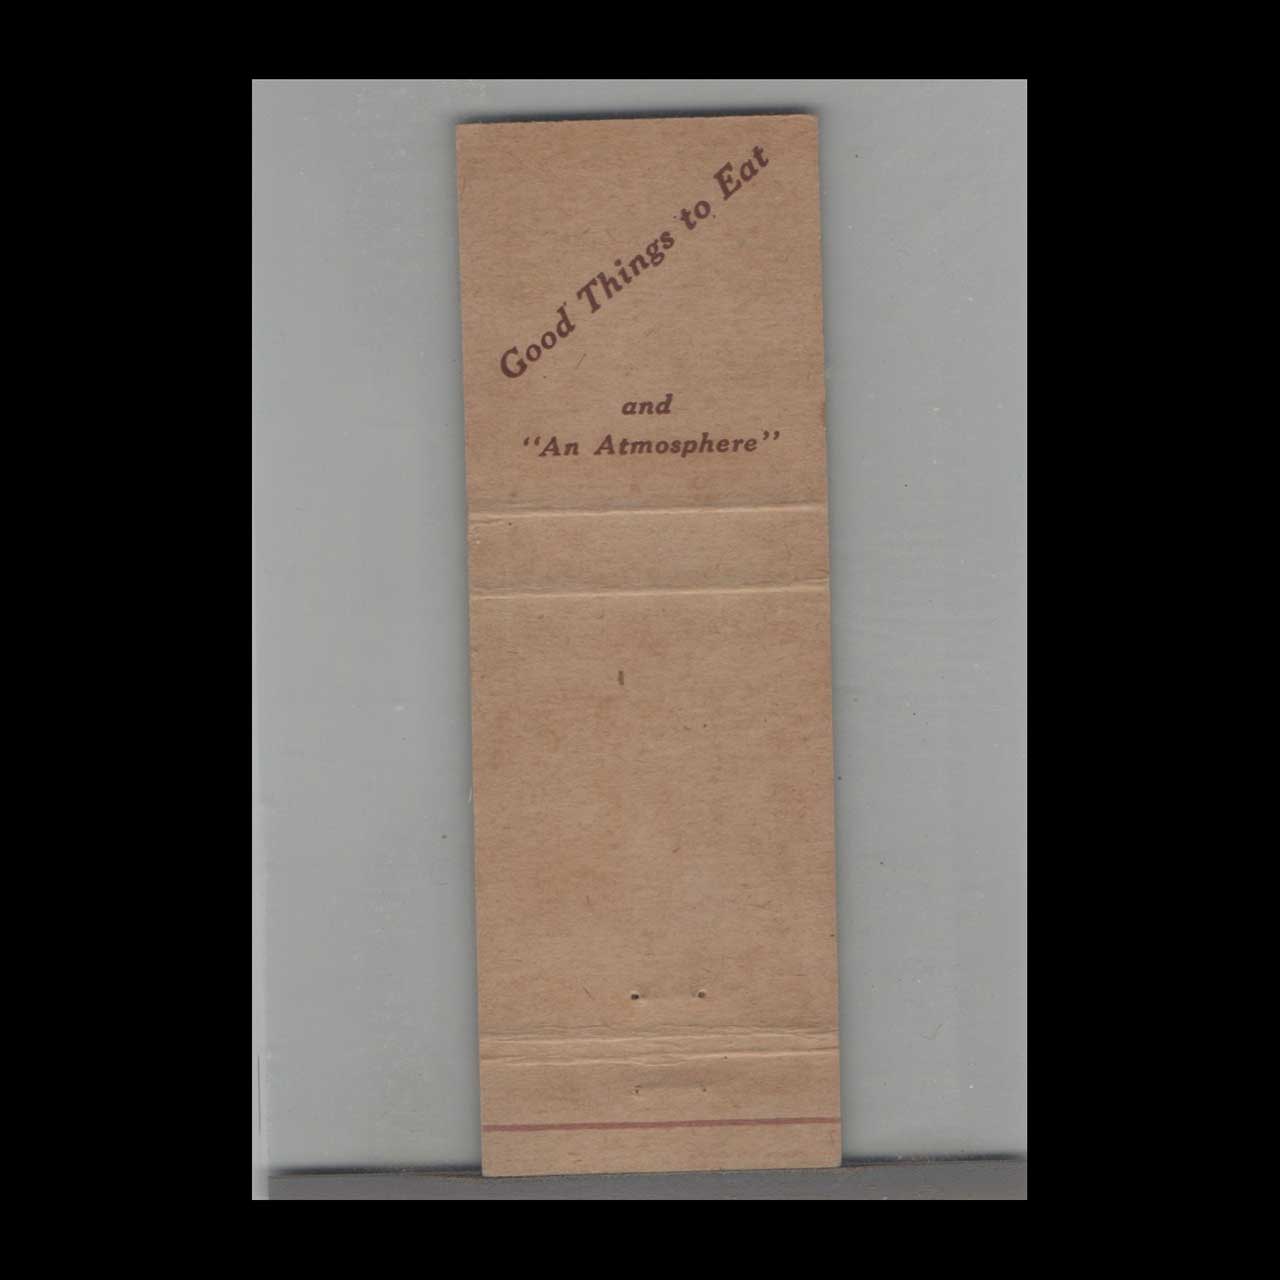 Good Things to Eat
and
“An Atmosphere”